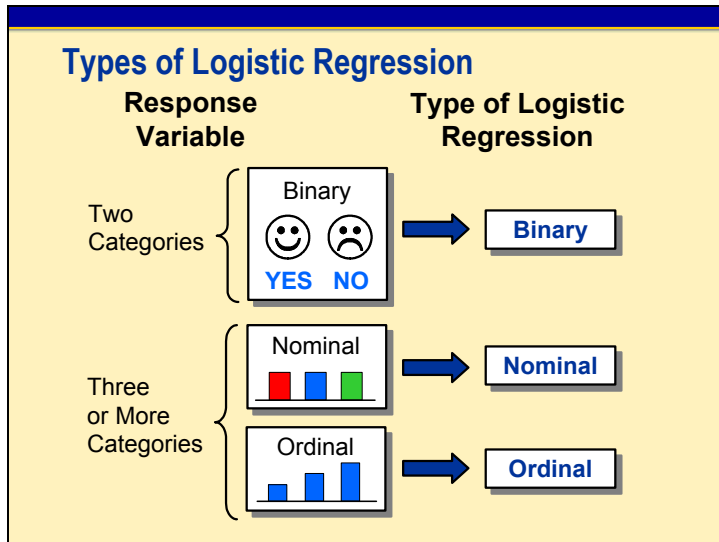 Types of Logistic Regression
Response
Variable
Type of Logistic
Regression
Two
Categories
Binary
YES NO
Binary
Three
or More
Categories
Nominal
Nominal
Ordinal
Ordinal